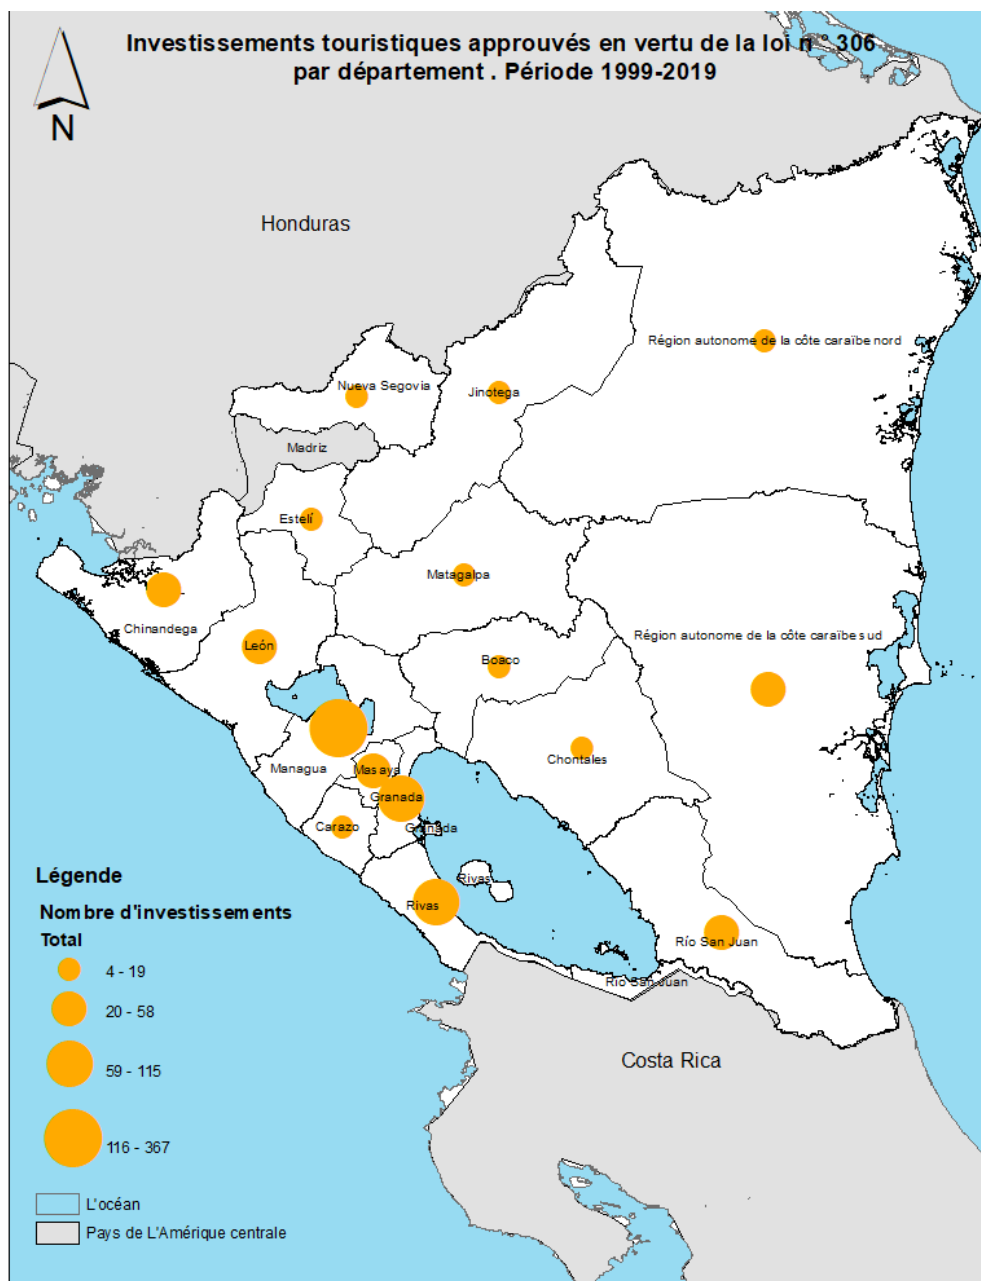 Investissements touristiques approuvés en vertu de la loi n ° 306
par département . Période 1999-2019
N
Honduras
Région autonome de la côte caraïbe nord
Nueva Segovia
Jinotega
Madriz
Estelí
Matagalpa
Chinandega
Région autonome de la côte caraïbe sud
León
Boaco
Chontales
Managua
Masaya
Granada
Carazo
Granada
Rivas
Rivas
Río San Juan
Río San Juan
Costa Rica
Légende
Nombre d'investissements
Total
4 - 19
20 - 58
59 - 115
116 - 367
L'océan
Pays de L'Amérique centrale